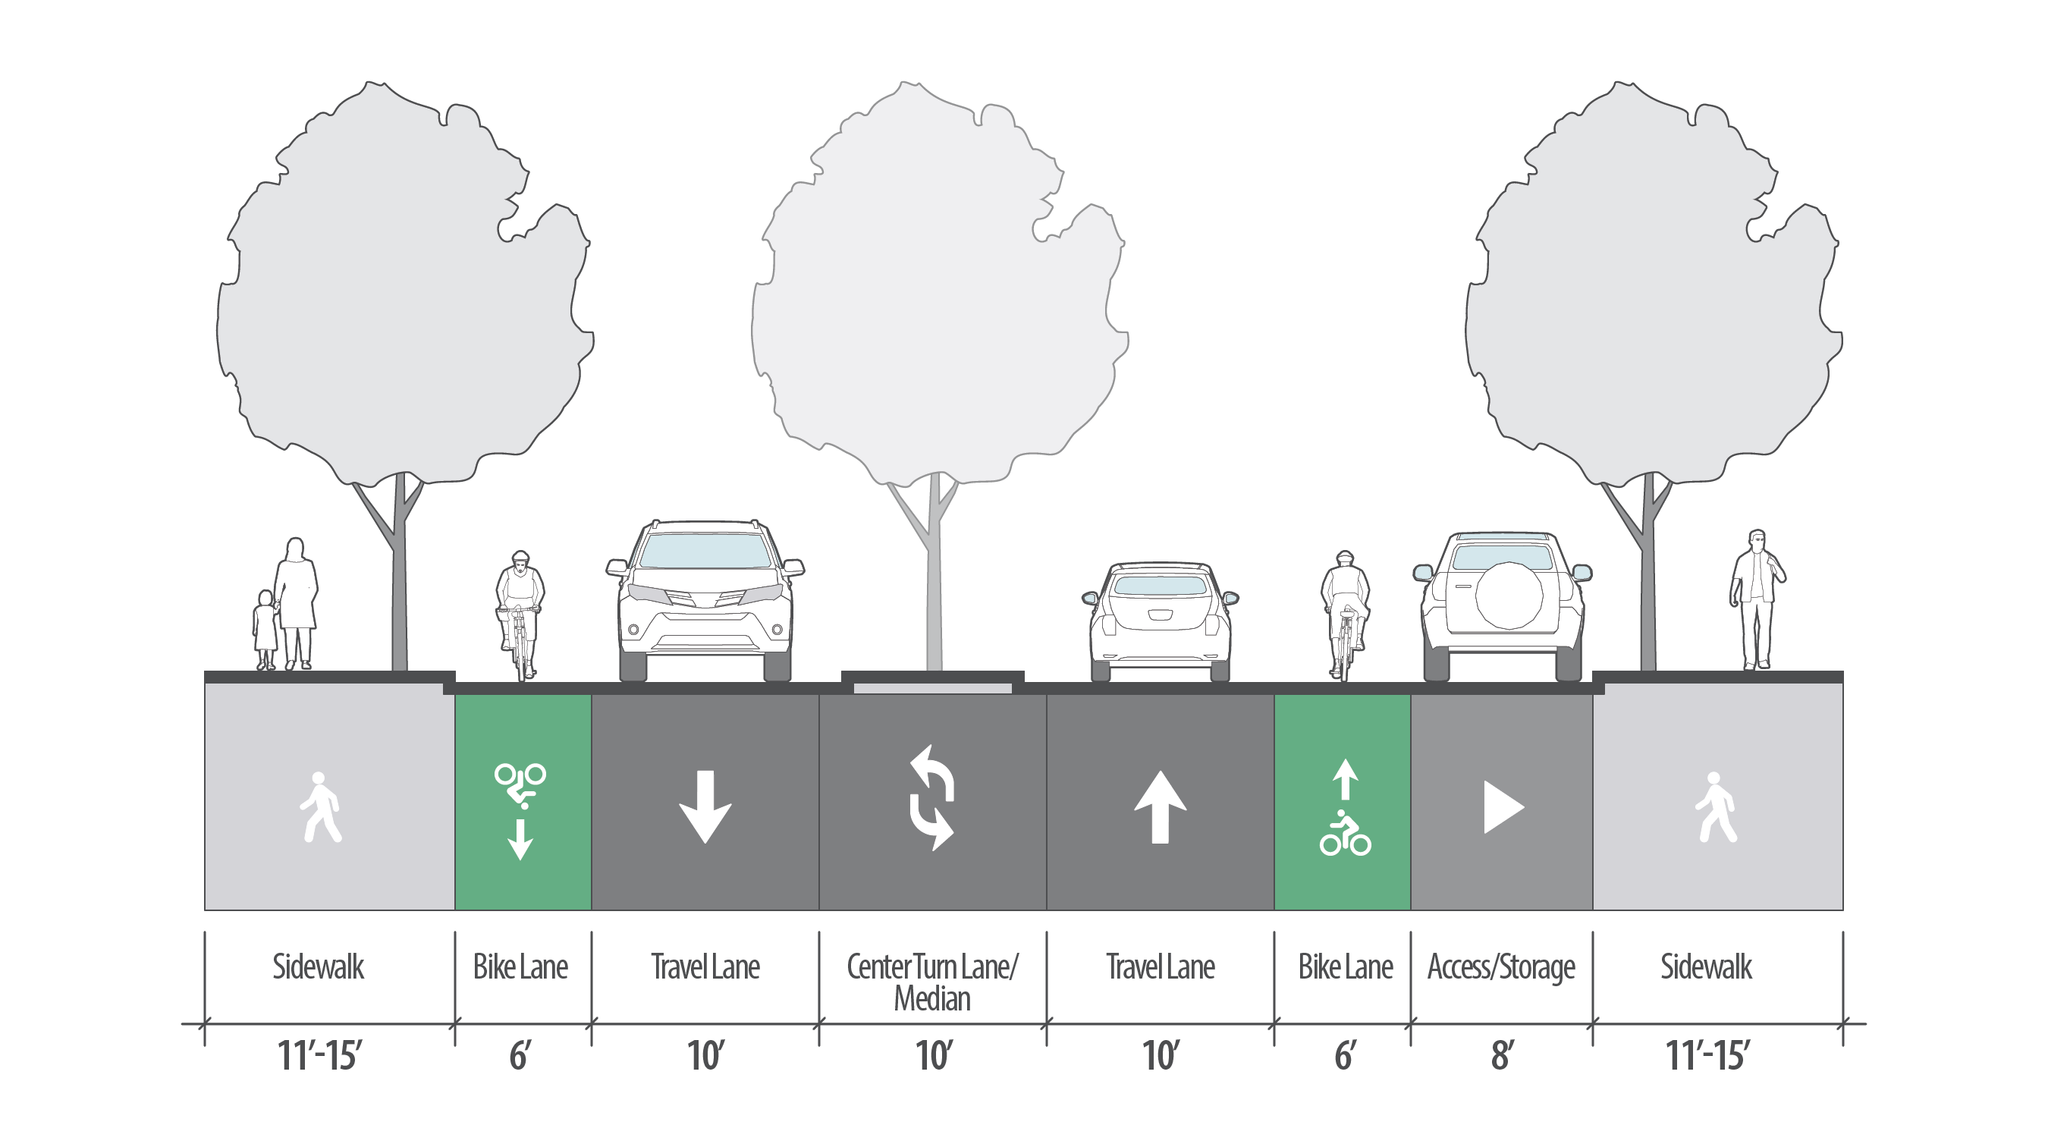 Sidewalk
Bike Lane
Travel Lane
Center Turn Lane/
Median
Travel Lane
Bike Lane
Access/Storage
Sidewalk
11’-15’
6’
10’
10’
10’
6’
8’
11’-15’